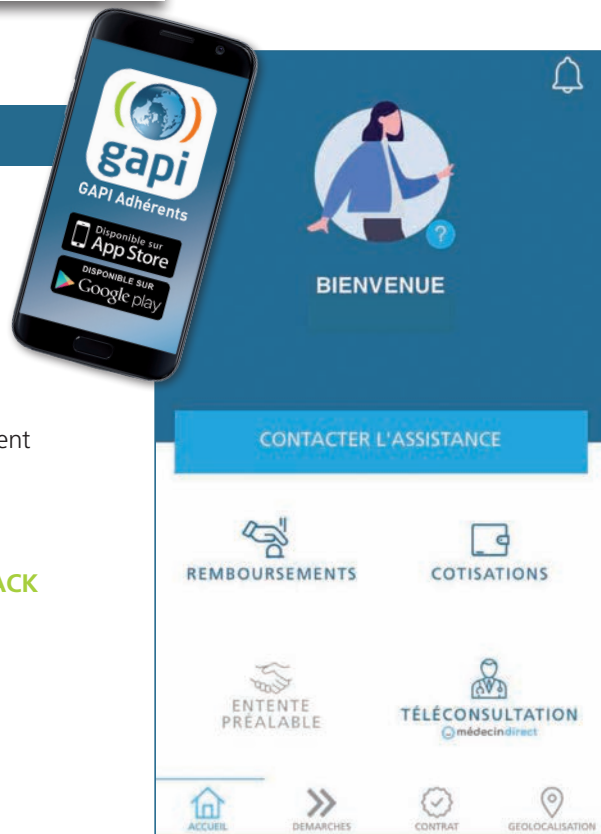 gapi
GAPI Adhérents
Disponible sur
App Store
DISPONIBLE SUR
Google play
BIENVENUE
?
CONTACTER L'ASSISTANCE
ent
ACK
REMBOURSEMENTS
COTISATIONS
ENTENTE
PRÉALABLE
TÉLÉCONSULTATION
médecindirect
ACCUEIL
DEMARCHES
CONTRAT
GEOLOCALISATION